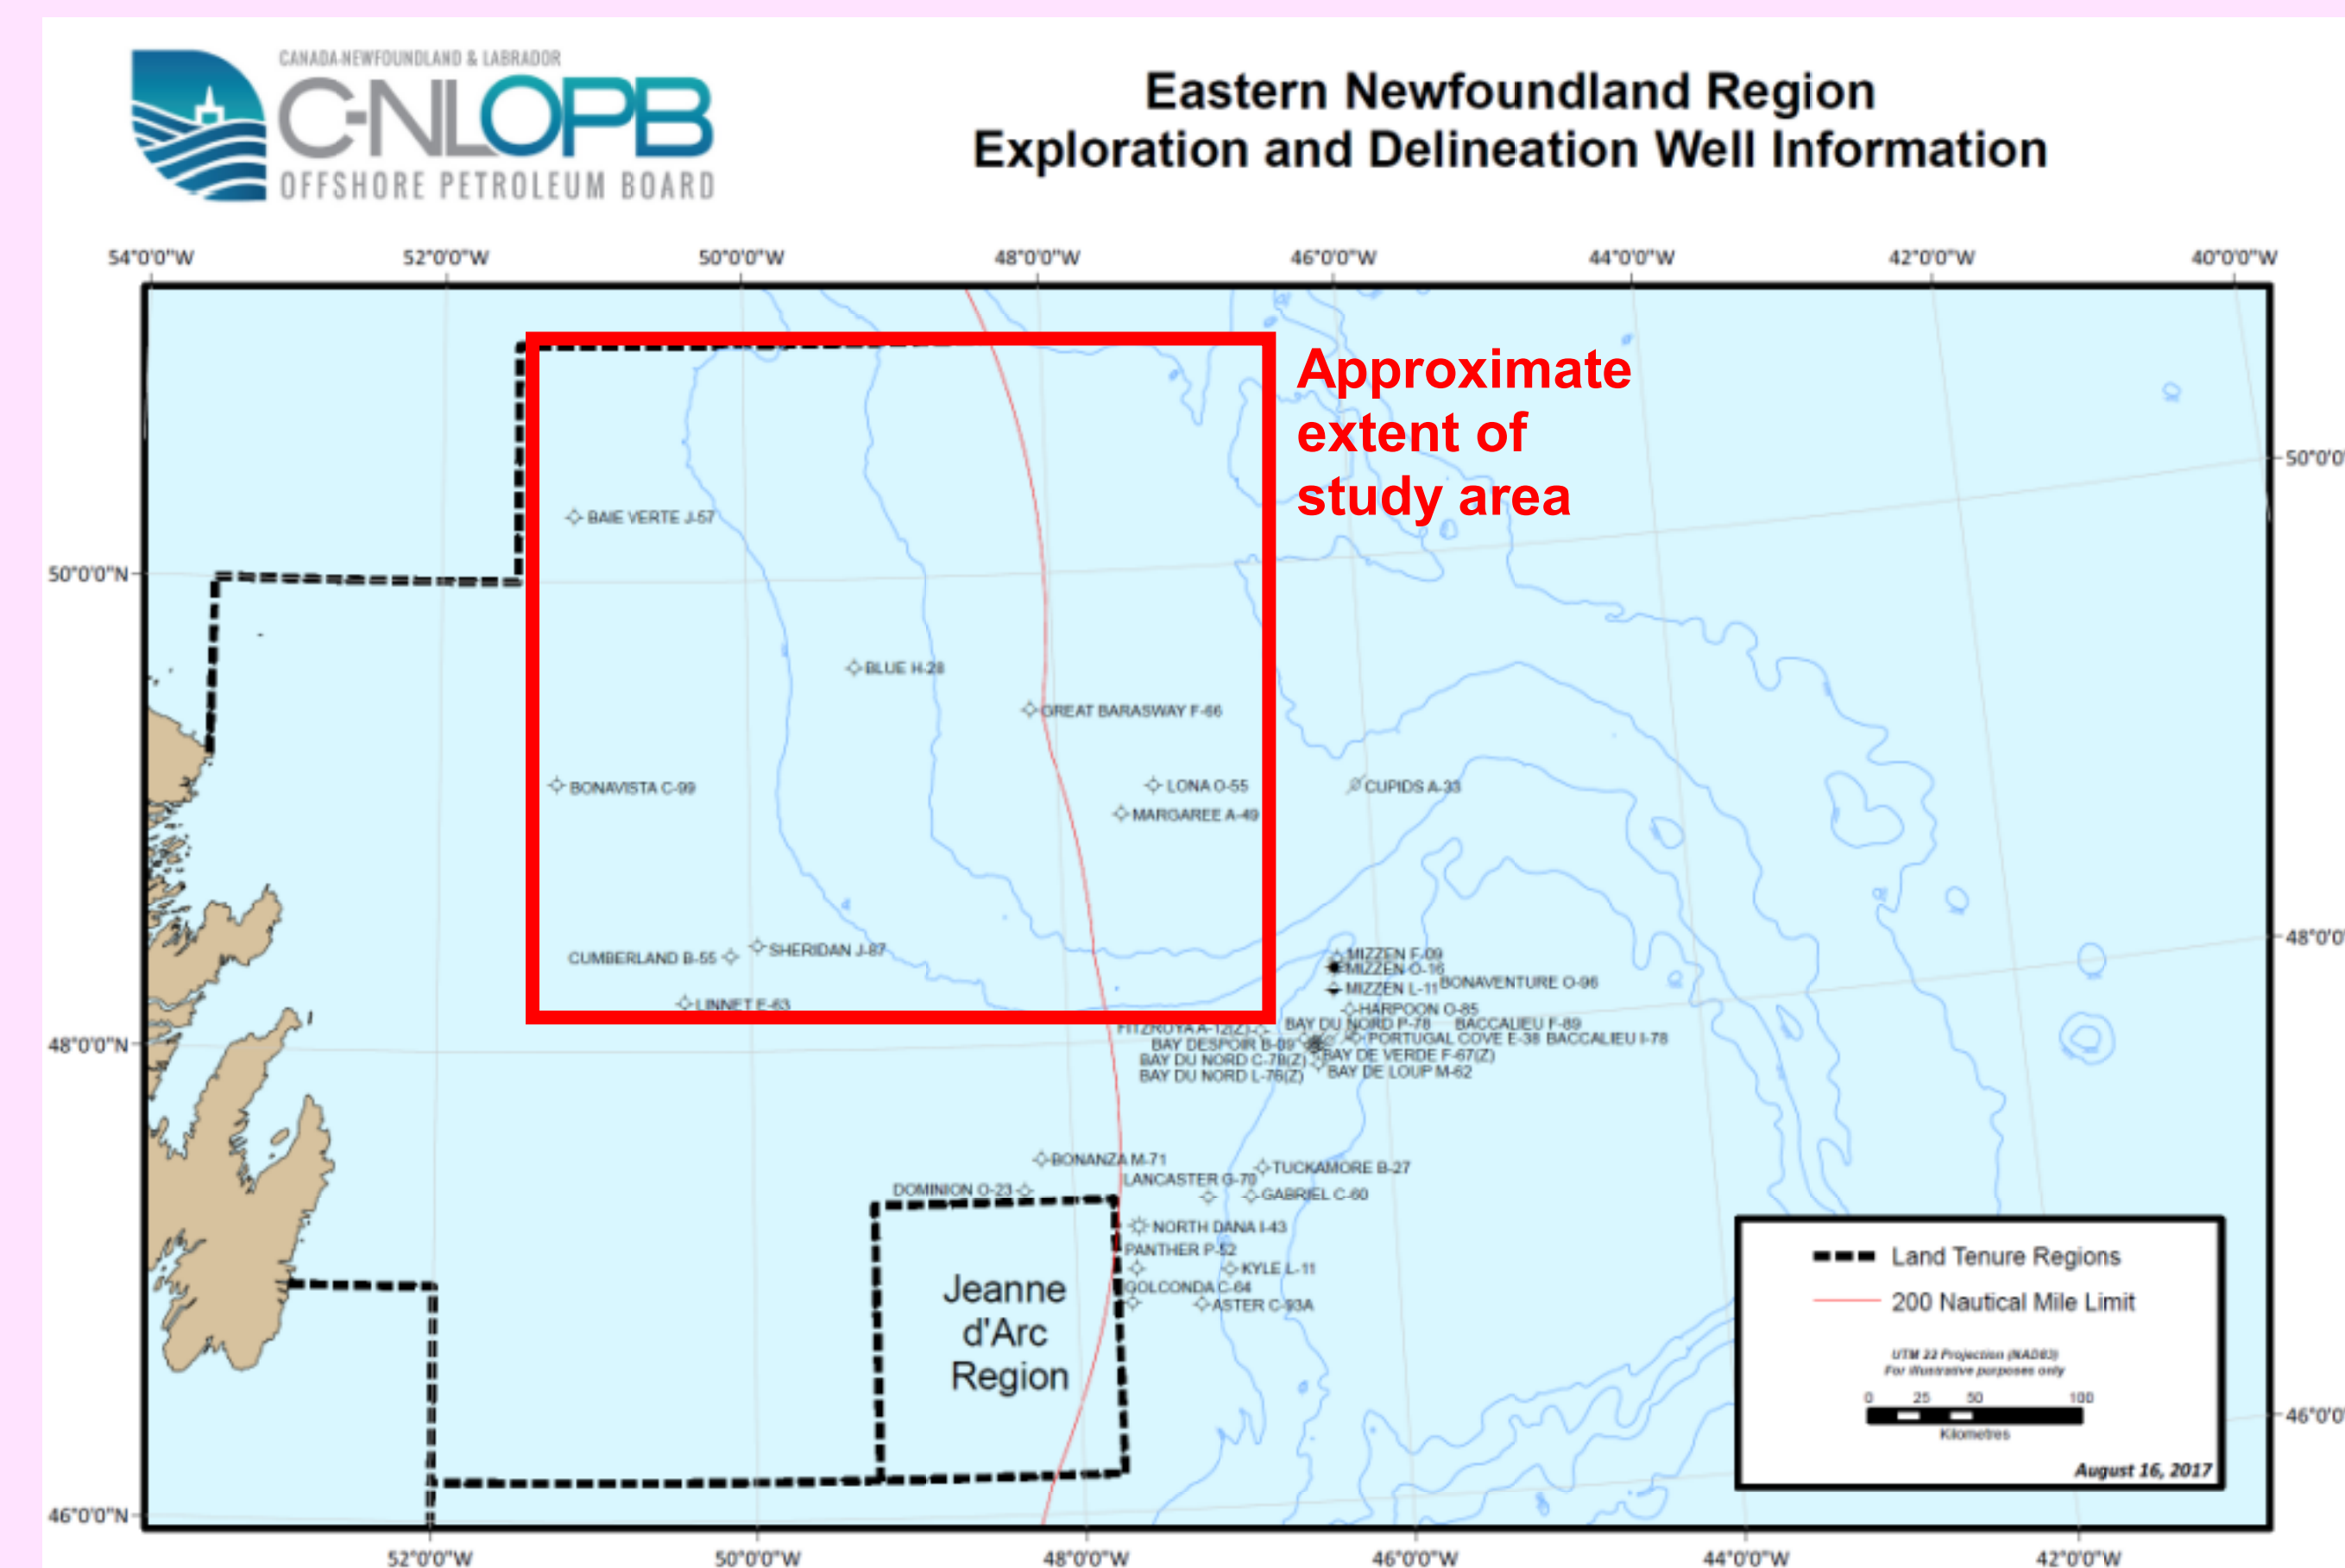 CANADA-NEWFOUNDLAND & LABRADOR
C-NLOPB
OFFSHORE PETROLEUM BOARD
Eastern Newfoundland Region
Exploration and Delineation Well Information
54°0'0"W 52°0'0"W 50°0'0"W 48°0'0"W 46°0'0"W 44°0'0"W 42°0'0"W 40°0'0"W
Approximate
extent of
study area
50°0'0
BAIE VERTE J-57
50°0'0"N
BLUE H-28
GREAT BARASWAY F-66
BONAVISTA C-99
LONA O-55
CUPIDS A-33
MARGAREE A-49
48°0'0
CUMBERLAND B-55
SHERIDAN J-87
LINNET E-63
MIZZEN F-09
MIZZEN O-16
MIZZEN L-11
BONAVENTURE O-96
HARPOON O-85
FITZROYA A-12(Z)
BAY DU NORD P-78
BACCALIEU F-89
48°0'0"N
BAY DESPOIR B-09
PORTUGAL COVE E-38
BACCALIEU I-78
BAY DU NORD C-78(Z)
BAY DE VERDE F-67(Z)
BAY DU NORD L-76(Z)
BAY DE LOUP M-62
BONANZA M-71
TUCKAMORE B-27
LANCASTER G-70
DOMINION O-23
GABRIEL C-60
NORTH DANA I-43
PANTHER P-52
KYLE L-11
GOLCONDA C-64
ASTER C-93A
Jeanne
d'Arc
Region
Land Tenure Regions
200 Nautical Mile Limit
UTM 22 Projection (NAD83)
For illustrative purposes only
0 25 50 100
Kilometres
August 16, 2017
46°0'0
46°0'0"N
52°0'0"W 50°0'0"W 48°0'0"W 46°0'0"W 44°0'0"W 42°0'0"W